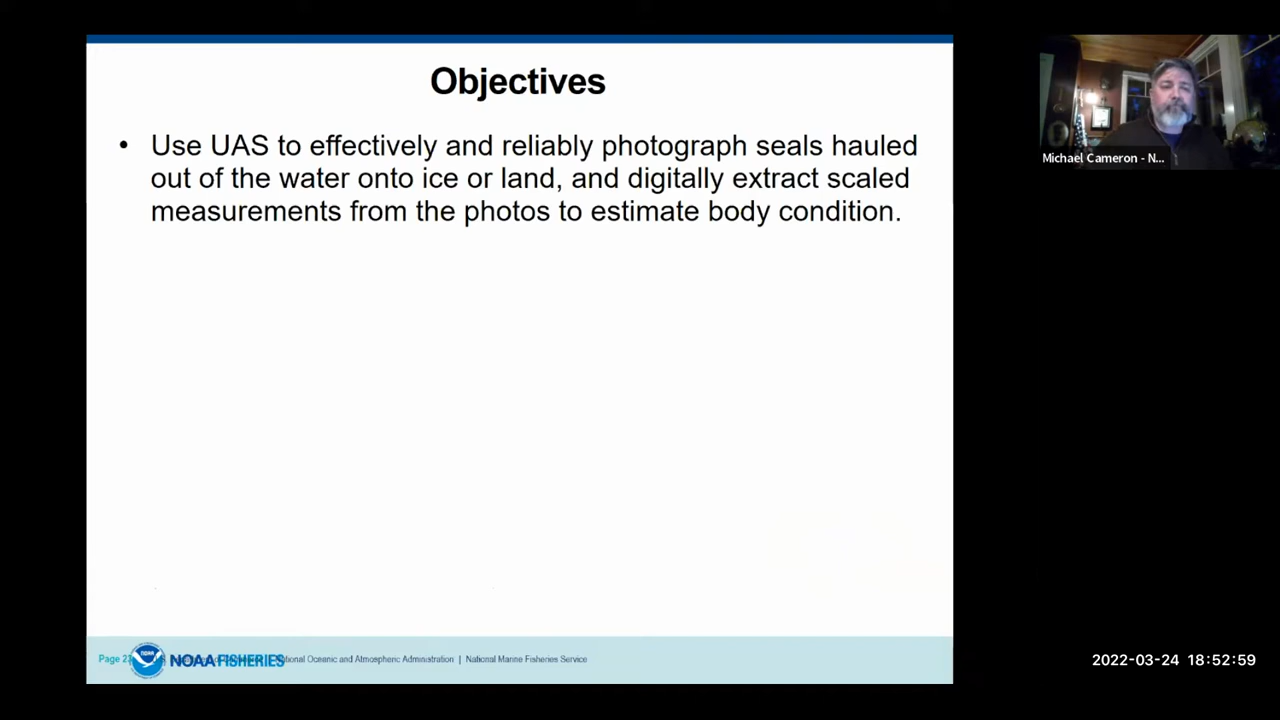 Objectives
• Use UAS to effectively and reliably photograph seals hauled
out of the water onto ice or land, and digitally extract scaled
measurements from the photos to estimate body condition.
Michael Cameron - N...
Page 2
NOAA FISHERIES
National Oceanic and Atmospheric Administration | National Marine Fisheries Service
2022-03-24 18:52:59